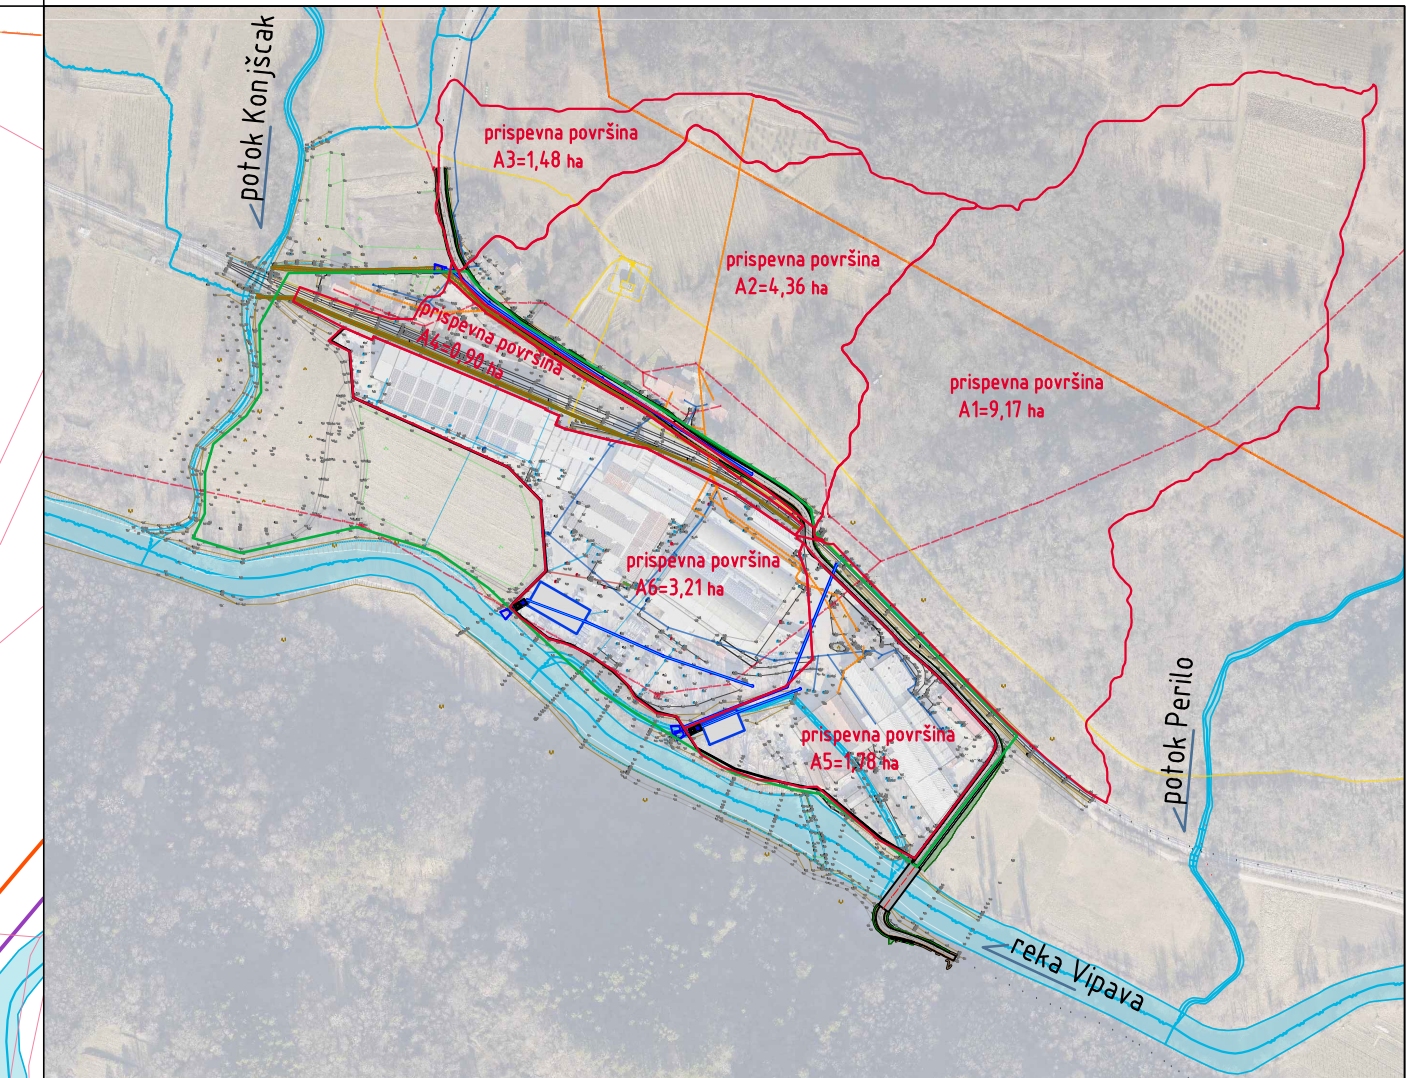 potok Konjšcak
prispevna površina
A3=1,48 ha
prispevna površina
A2=4,36 ha
prispevna površina
A4=0,90 ha
prispevna površina
A1=9,17 ha
prispevna površina
A6=3,21 ha
prispevna površina
A5=1,78 ha
potok Perilo
reka Vipava